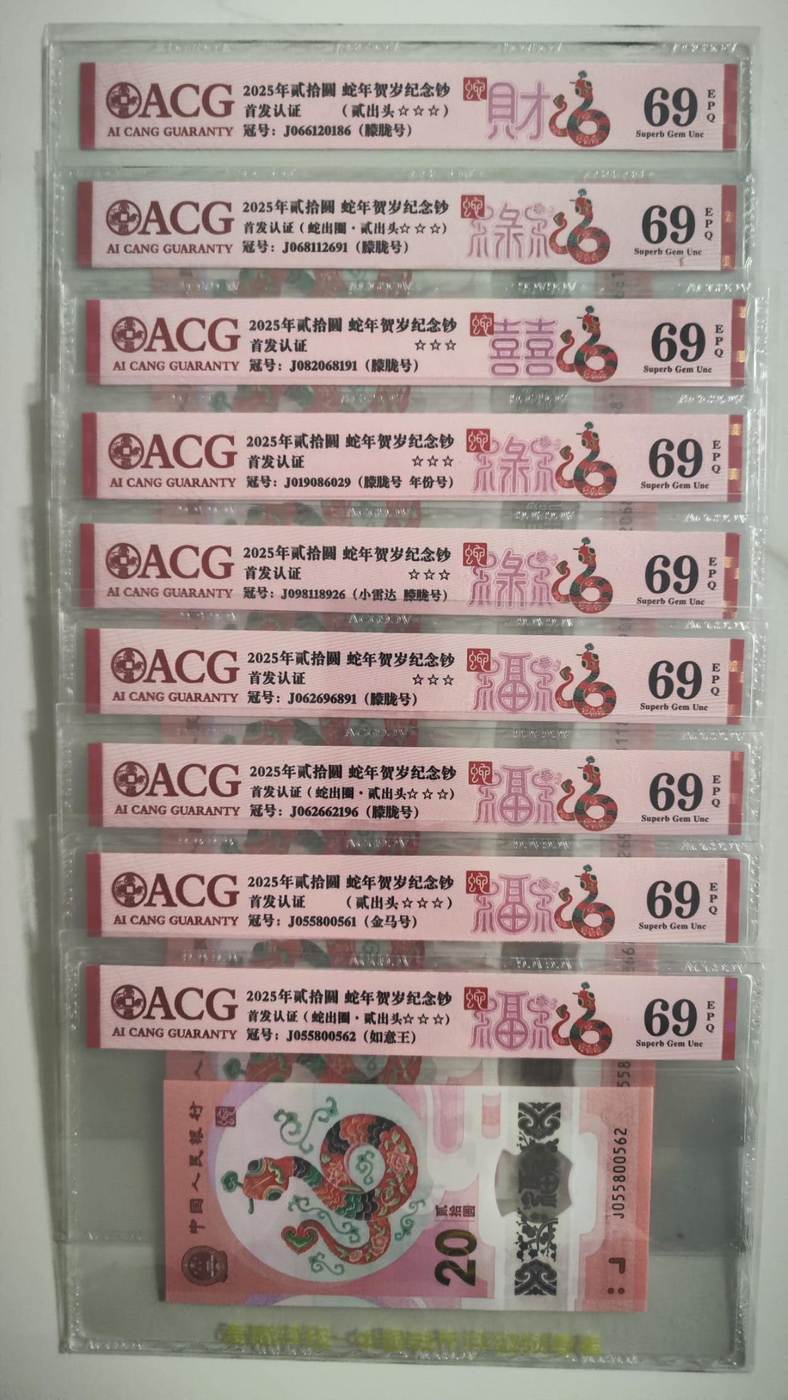 ACG 2025年贰拾圆 蛇年贺岁纪念钞 蛇 財 69 EPQ
首发认证 (贰出头☆☆☆)
AI CANG GUARANTY 冠号: J066120186 (朦胧号) Superb Gem Unc
ACG 2025年贰拾圆 蛇年贺岁纪念钞 蛇 禄 69 EPQ
首发认证 (蛇出圈·贰出头☆☆☆)
AI CANG GUARANTY 冠号: J068112691 (朦胧号) Superb Gem Unc
ACG 2025年贰拾圆 蛇年贺岁纪念钞 蛇 囍 69 EPQ
首发认证 ☆☆☆
AI CANG GUARANTY 冠号: J082068191 (朦胧号) Superb Gem Unc
ACG 2025年贰拾圆 蛇年贺岁纪念钞 蛇 禄 69 EPQ
首发认证 ☆☆☆
AI CANG GUARANTY 冠号: J019086029 (朦胧号 年份号) Superb Gem Unc
ACG 2025年贰拾圆 蛇年贺岁纪念钞 蛇 禄 69 EPQ
首发认证 ☆☆☆
AI CANG GUARANTY 冠号: J098118926 (小雷达 朦胧号) Superb Gem Unc
ACG 2025年贰拾圆 蛇年贺岁纪念钞 蛇 福 69 EPQ
首发认证 ☆☆☆
AI CANG GUARANTY 冠号: J062696891 (朦胧号) Superb Gem Unc
ACG 2025年贰拾圆 蛇年贺岁纪念钞 蛇 福 69 EPQ
首发认证 (蛇出圈·贰出头☆☆☆)
AI CANG GUARANTY 冠号: J062662196 (朦胧号) Superb Gem Unc
ACG 2025年贰拾圆 蛇年贺岁纪念钞 蛇 福 69 EPQ
首发认证 (贰出头☆☆☆)
AI CANG GUARANTY 冠号: J055800561 (金马号) Superb Gem Unc
ACG 2025年贰拾圆 蛇年贺岁纪念钞 蛇 福 69 EPQ
首发认证 (蛇出圈·贰出头☆☆☆)
AI CANG GUARANTY 冠号: J055800562 (如意王) Superb Gem Unc
中国人民银行
贰拾圆
20
J055800562